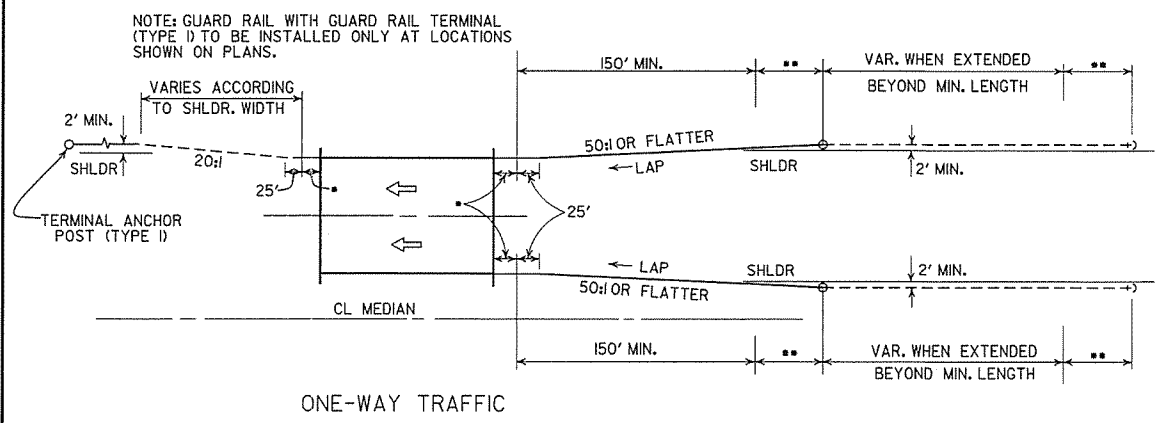 NOTE: GUARD RAIL WITH GUARD RAIL TERMINAL
(TYPE I) TO BE INSTALLED ONLY AT LOCATIONS
SHOWN ON PLANS.
150' MIN.
**
VAR. WHEN EXTENDED
BEYOND MIN. LENGTH
**
VARIES ACCORDING
TO SHLDR. WIDTH
2' MIN.
SHLDR
20:1
25'
*
TERMINAL ANCHOR
POST (TYPE I)
50:1 OR FLATTER
LAP
SHLDR
2' MIN.
*
25'
LAP
SHLDR
2' MIN.
50:1 OR FLATTER
CL MEDIAN
150' MIN.
**
VAR. WHEN EXTENDED
BEYOND MIN. LENGTH
**
ONE-WAY TRAFFIC